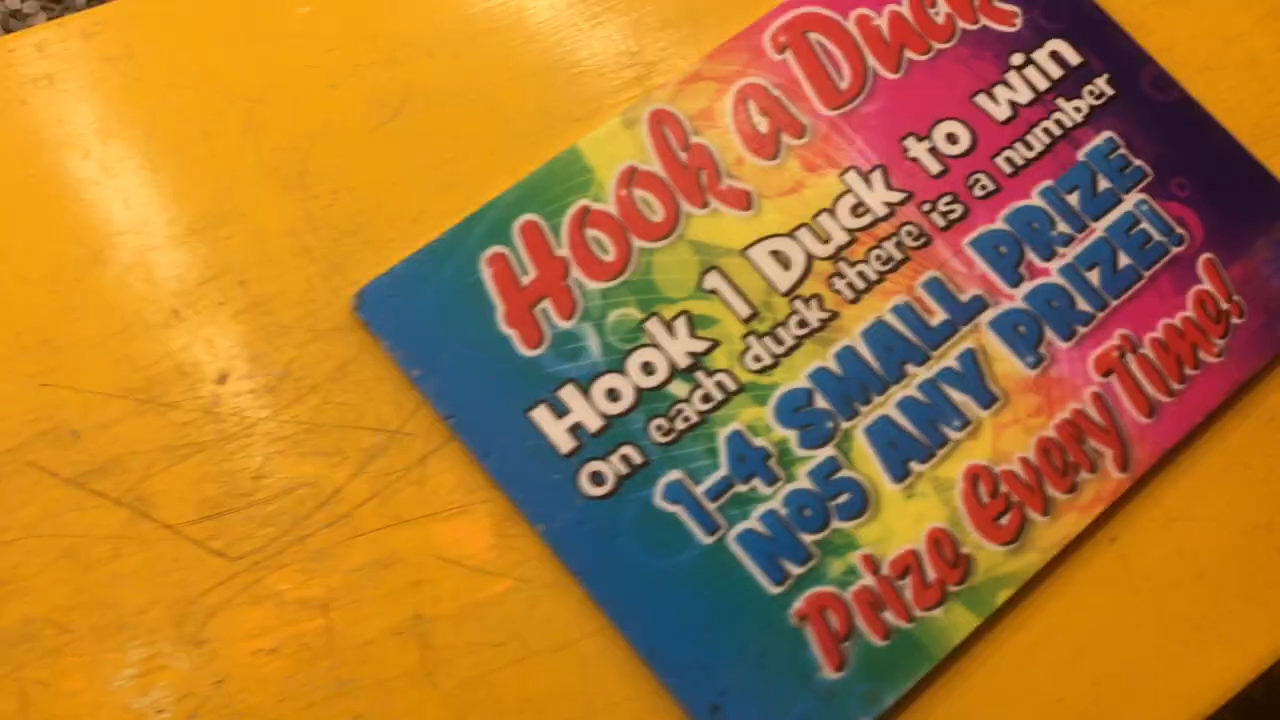 Hook a Duck
Hook 1 Duck to win
On each duck there is a number
1-4 SMALL PRIZE
No5 ANY PRIZE!
Prize Every Time!